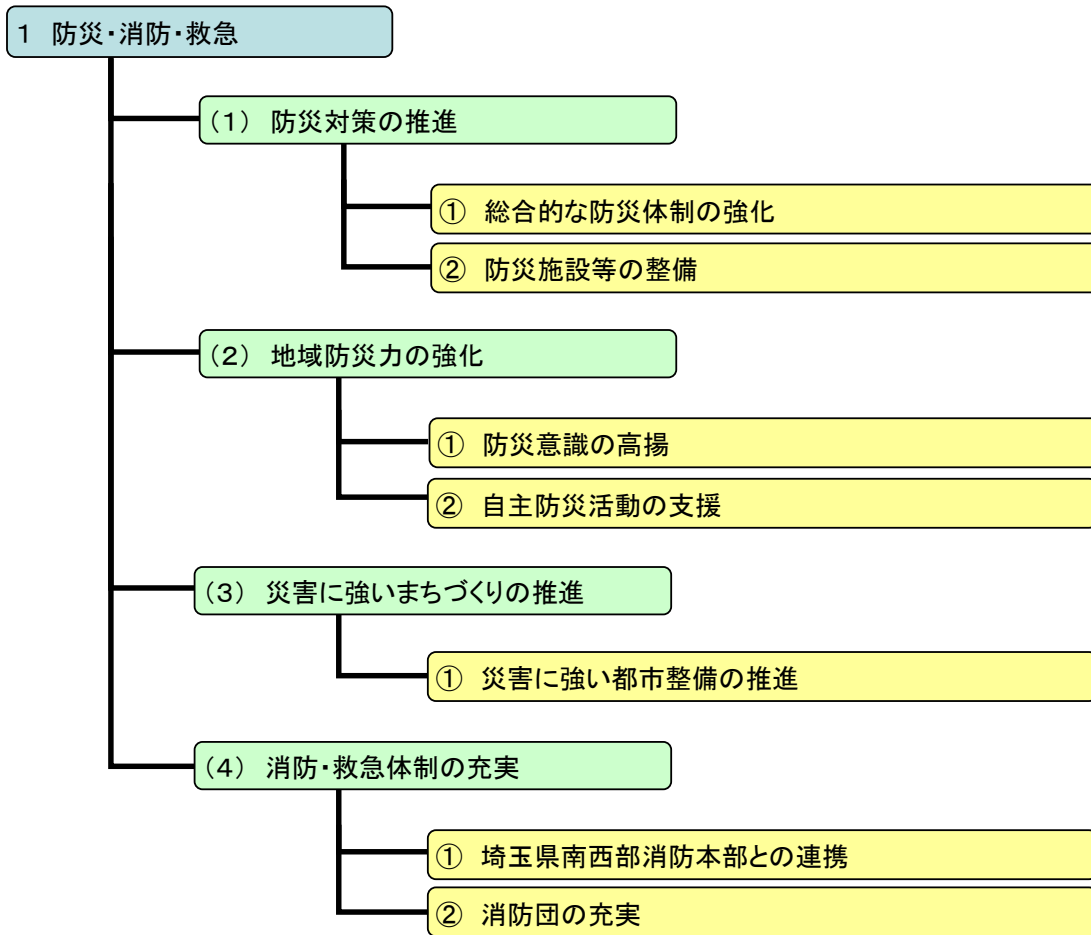 １ 防災・消防・救急
（１） 防災対策の推進
① 総合的な防災体制の強化
② 防災施設等の整備
（２） 地域防災力の強化
① 防災意識の高揚
② 自主防災活動の支援
（３） 災害に強いまちづくりの推進
① 災害に強い都市整備の推進
（４） 消防・救急体制の充実
① 埼玉県南西部消防本部との連携
② 消防団の充実